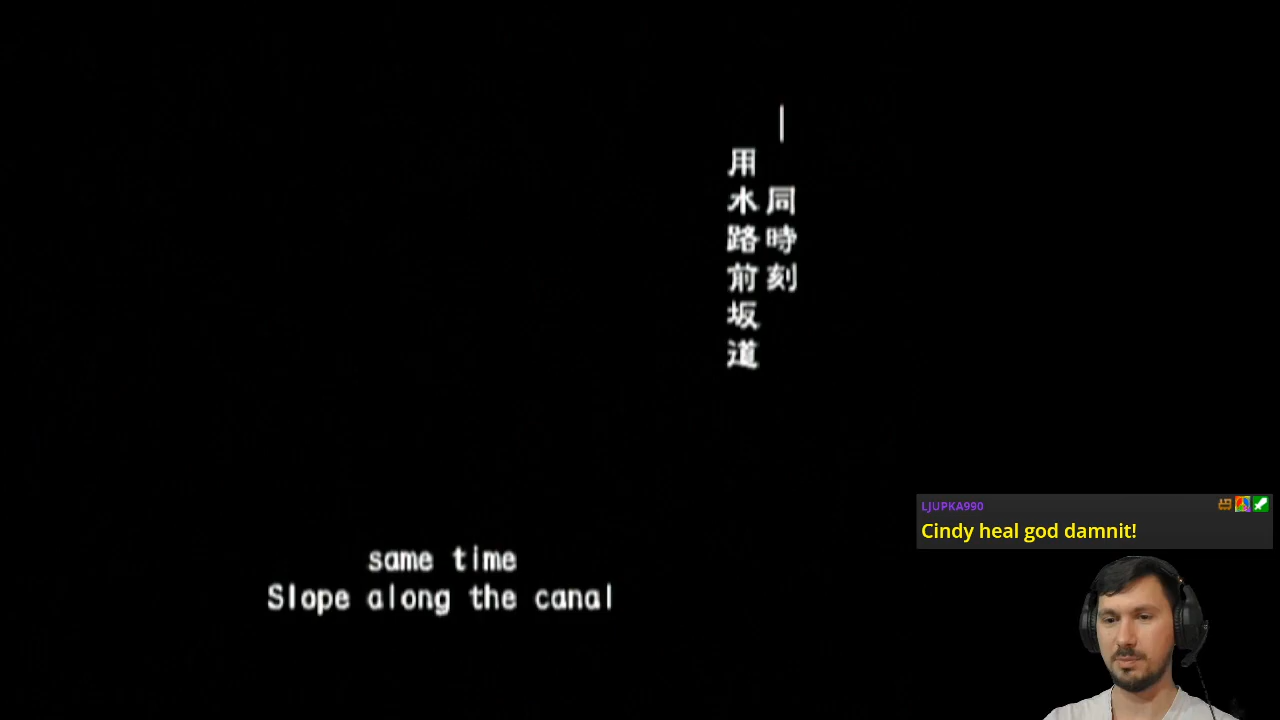 ― 同時刻
用水路前坂道
same time
Slope along the canal
LJUPKA990
Cindy heal god damnit!